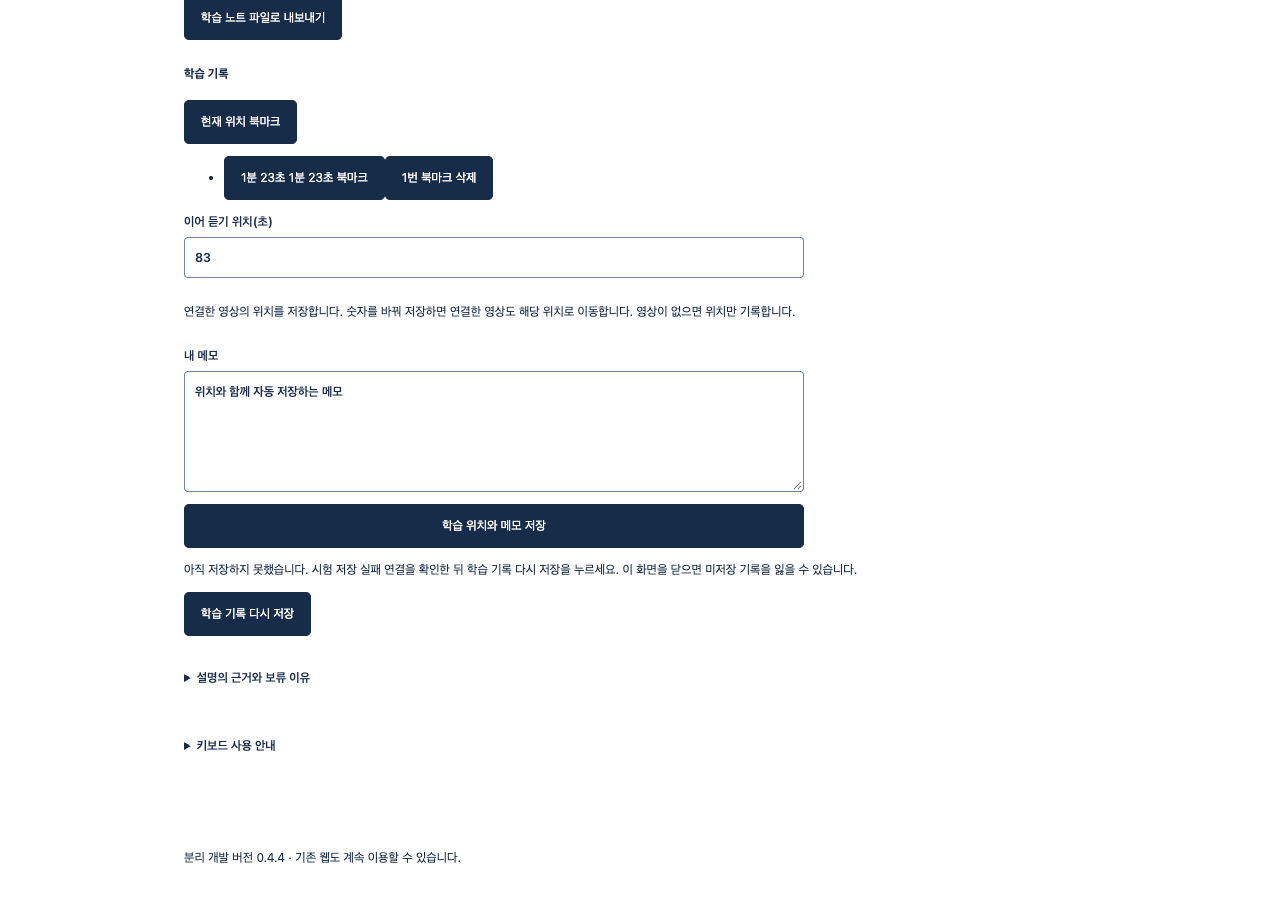 학습 노트 파일로 내보내기
학습 기록
현재 위치 북마크
1분 23초 1분 23초 북마크 1번 북마크 삭제
이어 듣기 위치(초)
83
연결한 영상의 위치를 저장합니다. 숫자를 바꿔 저장하면 연결한 영상도 해당 위치로 이동합니다. 영상이 없으면 위치만 기록합니다.
내 메모
위치와 함께 자동 저장하는 메모
학습 위치와 메모 저장
아직 저장하지 못했습니다. 시험 저장 실패 연결을 확인한 뒤 학습 기록 다시 저장을 누르세요. 이 화면을 닫으면 미저장 기록을 잃을 수 있습니다.
학습 기록 다시 저장
설명의 근거와 보류 이유
키보드 사용 안내
분리 개발 버전 0.4.4 · 기존 웹도 계속 이용할 수 있습니다.